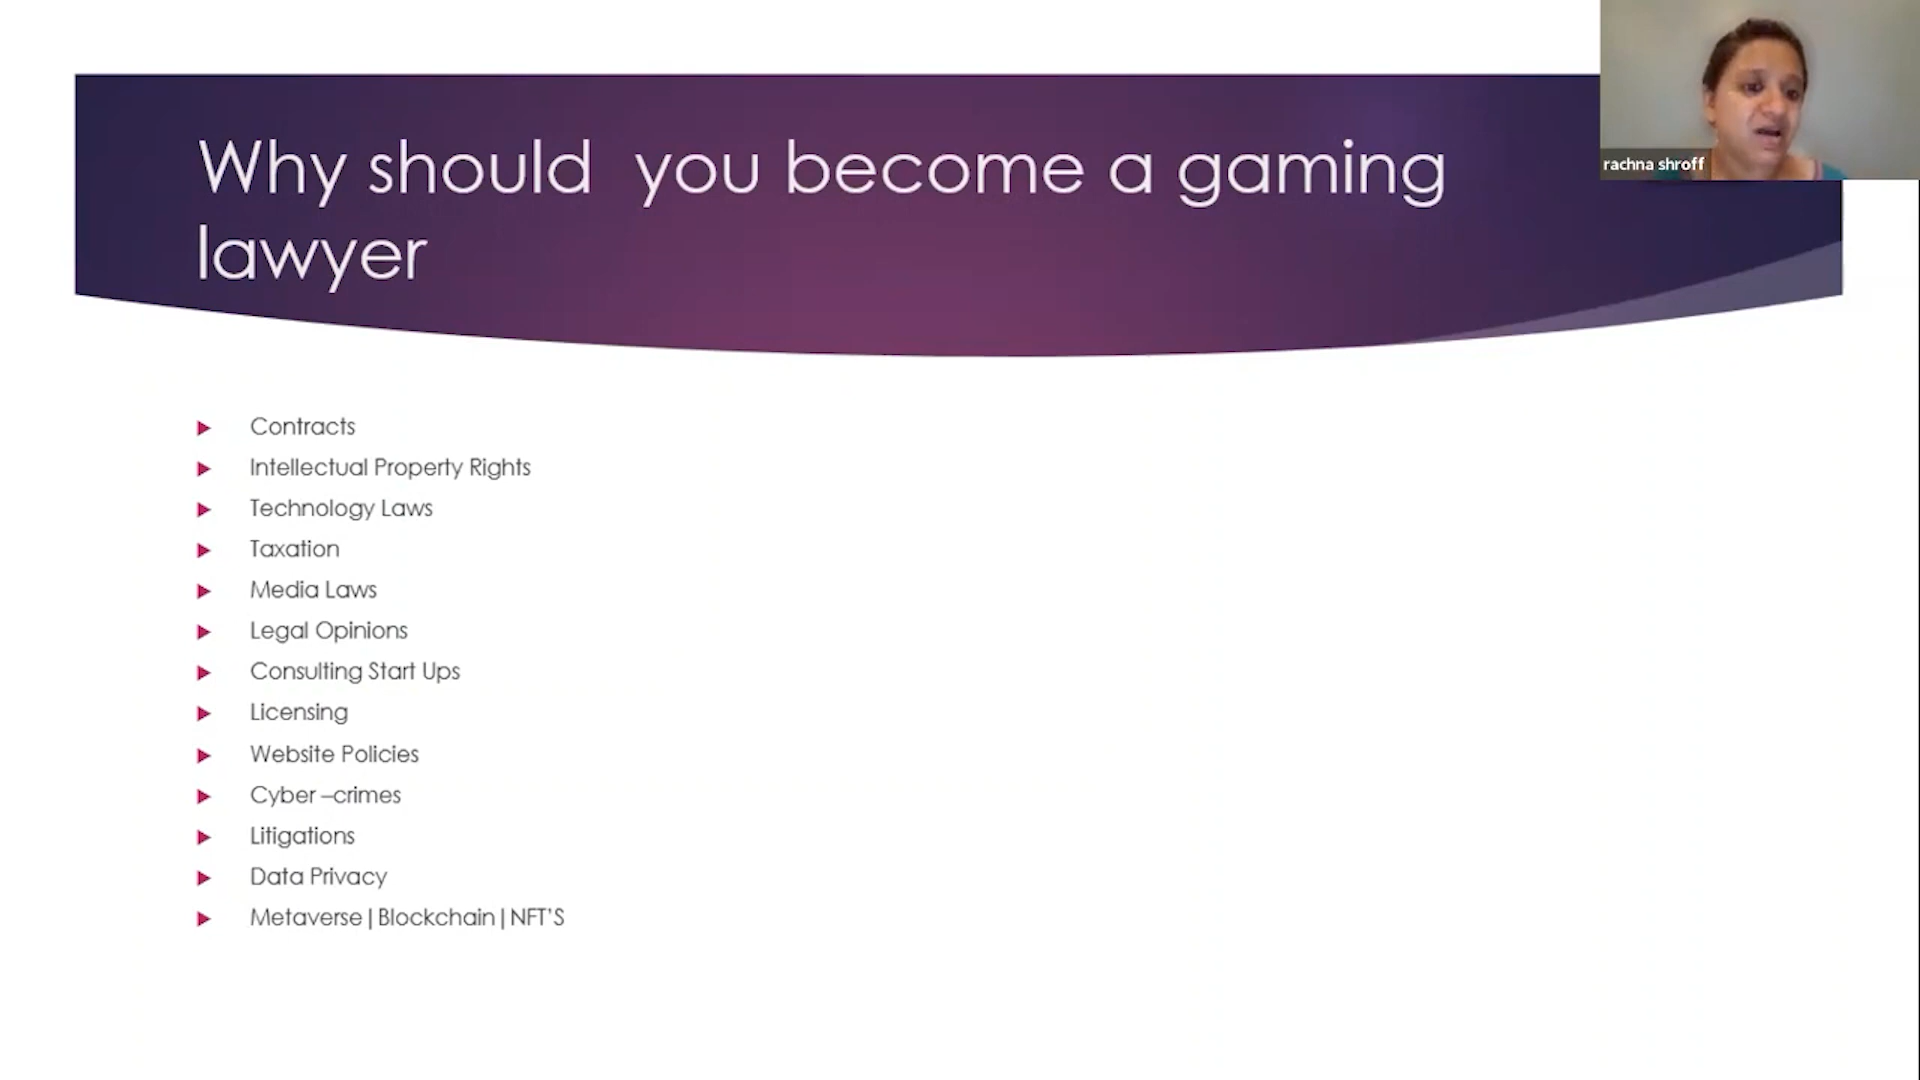 Why should  you become a gaming
lawyer
rachna shroff
Contracts
Intellectual Property Rights
Technology Laws
Taxation
Media Laws
Legal Opinions
Consulting Start Ups
Licensing
Website Policies
Cyber –crimes
Litigations
Data Privacy
Metaverse|Blockchain|NFT’S